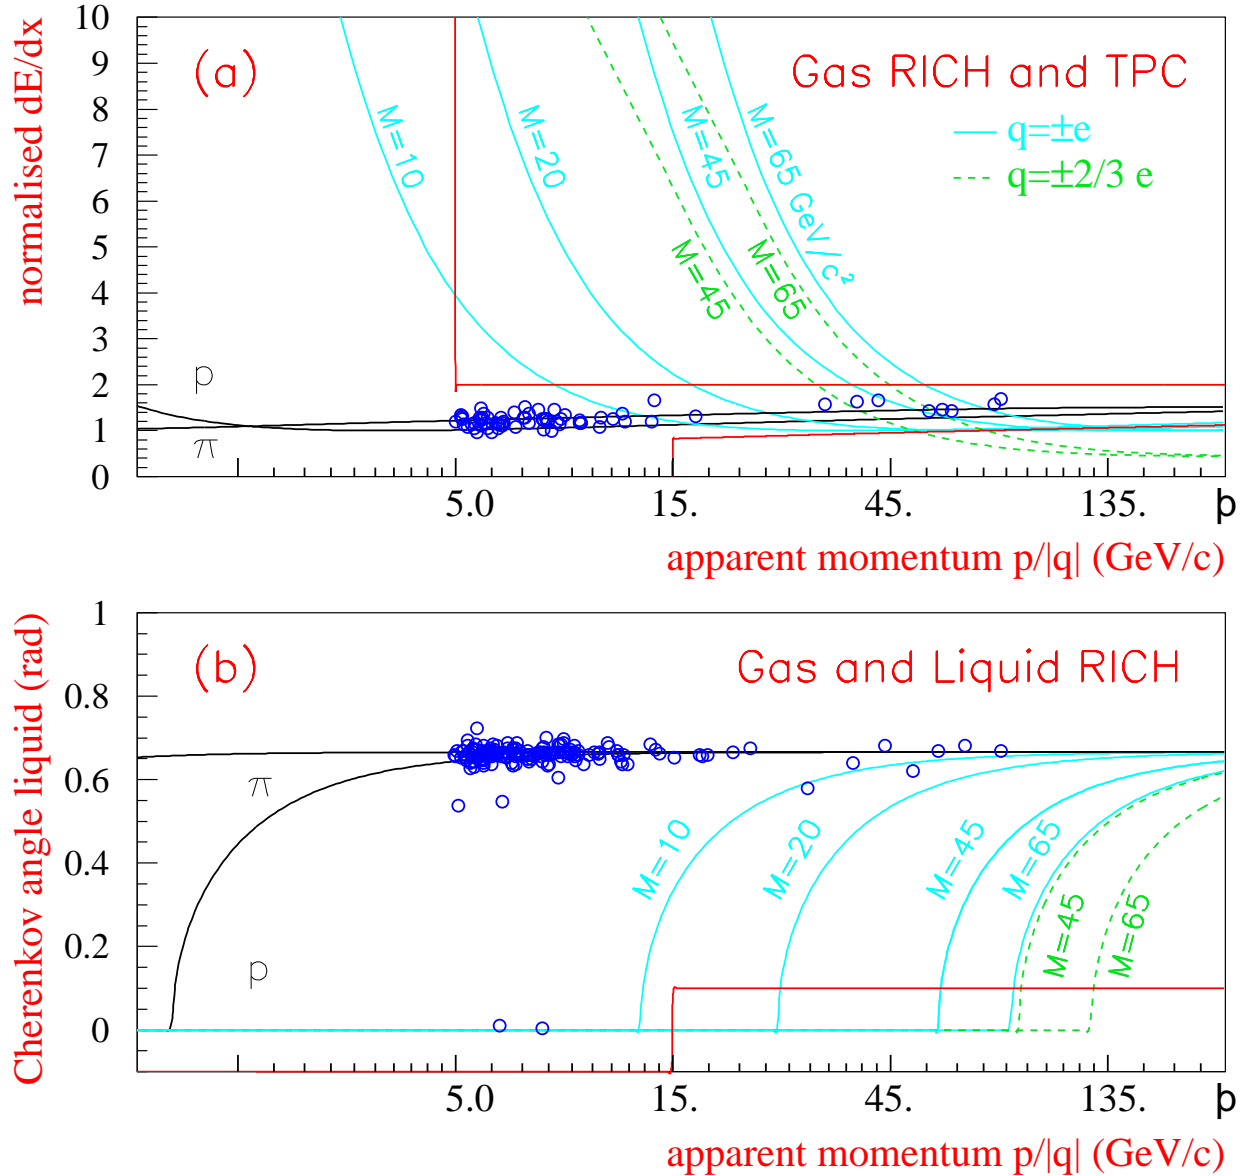 normalised dE/dx
10
9
8
7
6
5
4
3
2
1
0
(a)
Gas RICH and TPC
q=±e
q=±2/3 e
M=10
M=20
M=45
M=65 GeV/c²
M=45
M=65
p
π
5.0
15.
45.
135.
p
apparent momentum p/|q| (GeV/c)
Cherenkov angle liquid (rad)
1
0.8
0.6
0.4
0.2
0
(b)
Gas and Liquid RICH
π
p
M=10
M=20
M=45
M=65
M=45
M=65
5.0
15.
45.
135.
p
apparent momentum p/|q| (GeV/c)